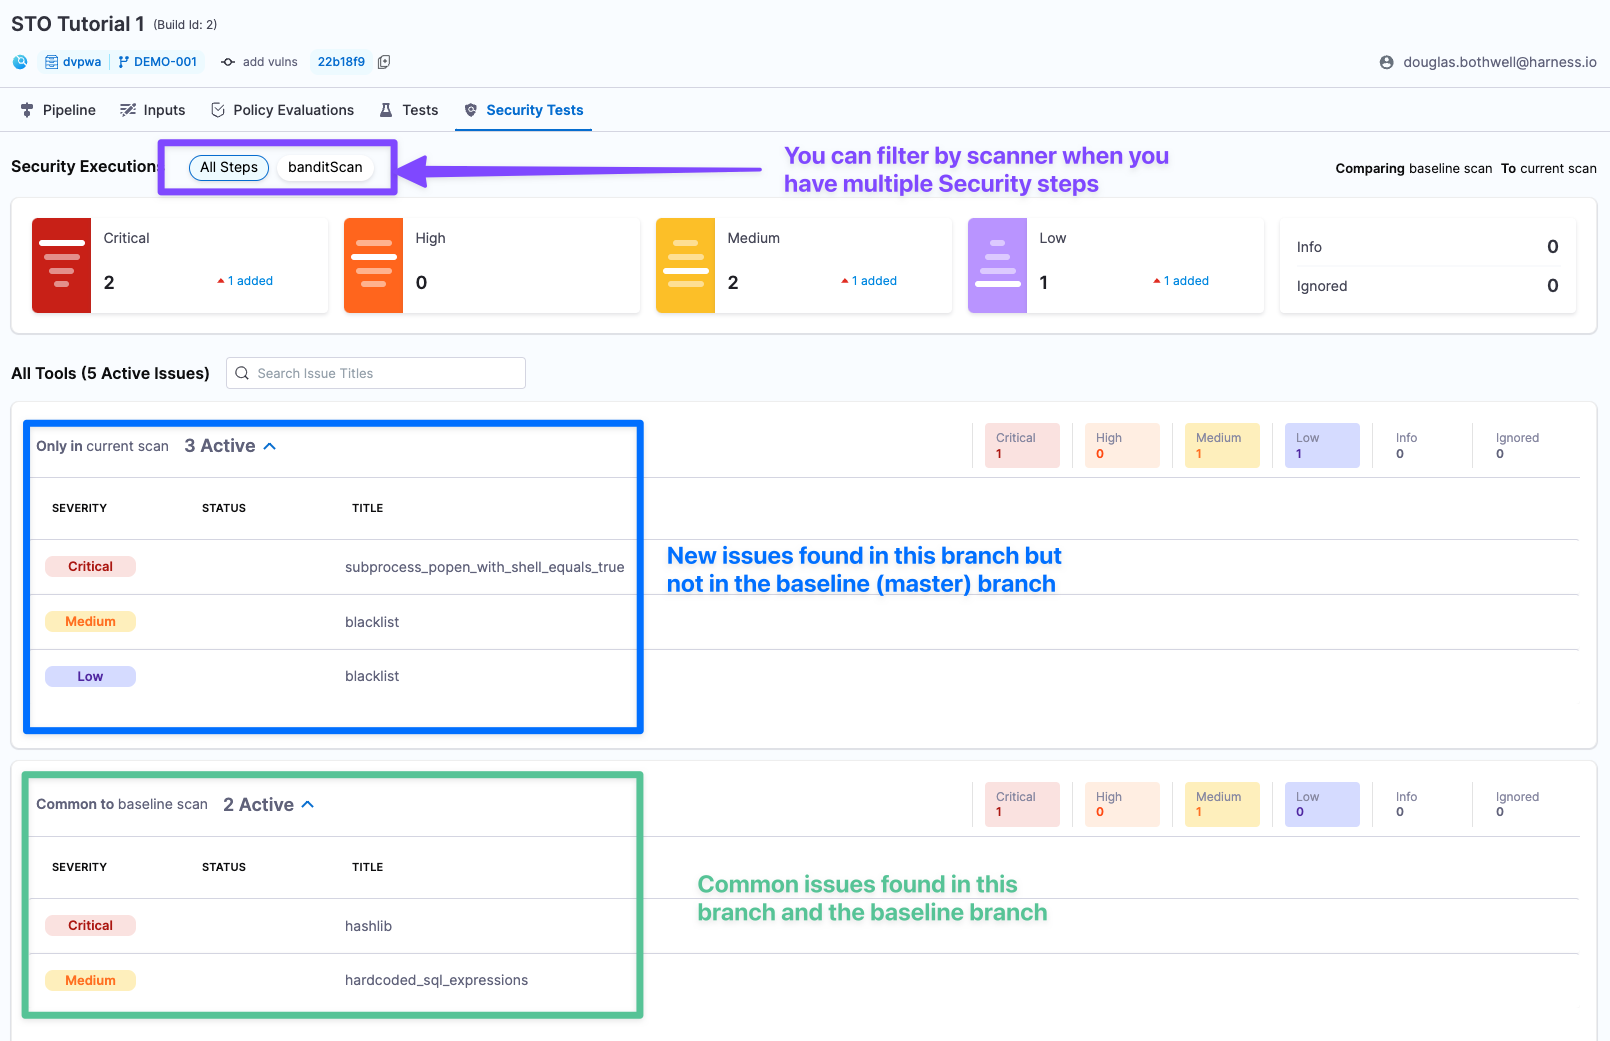 STO Tutorial 1 (Build Id: 2)
dvpwa DEMO-001 add vulns 22b18f9 douglas.bothwell@harness.io
Pipeline Inputs Policy Evaluations Tests Security Tests
Security Executions All Steps banditScan
You can filter by scanner when you
have multiple Security steps
Comparing baseline scan To current scan
Critical
2 1 added
High
0
Medium
2 1 added
Low
1 1 added
Info 0
Ignored 0
All Tools (5 Active Issues) Search Issue Titles
Only in current scan 3 Active
Critical High Medium Low Info Ignored
1 0 1 1 0 0
SEVERITY STATUS TITLE
Critical subprocess_popen_with_shell_equals_true
Medium blacklist
Low blacklist
New issues found in this branch but
not in the baseline (master) branch
Common to baseline scan 2 Active
Critical High Medium Low Info Ignored
1 0 1 0 0 0
SEVERITY STATUS TITLE
Critical hashlib
Medium hardcoded_sql_expressions
Common issues found in this
branch and the baseline branch